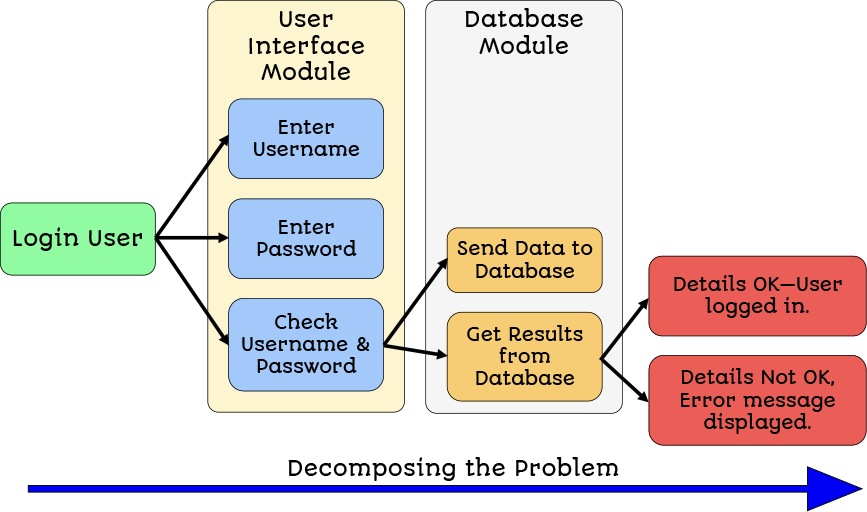 User
Interface
Module
Database
Module
Enter
Username
Login User
Enter
Password
Check
Username &
Password
Send Data to
Database
Get Results
from
Database
Details OK—User
logged in.
Details Not OK,
Error message
displayed.
Decomposing the Problem